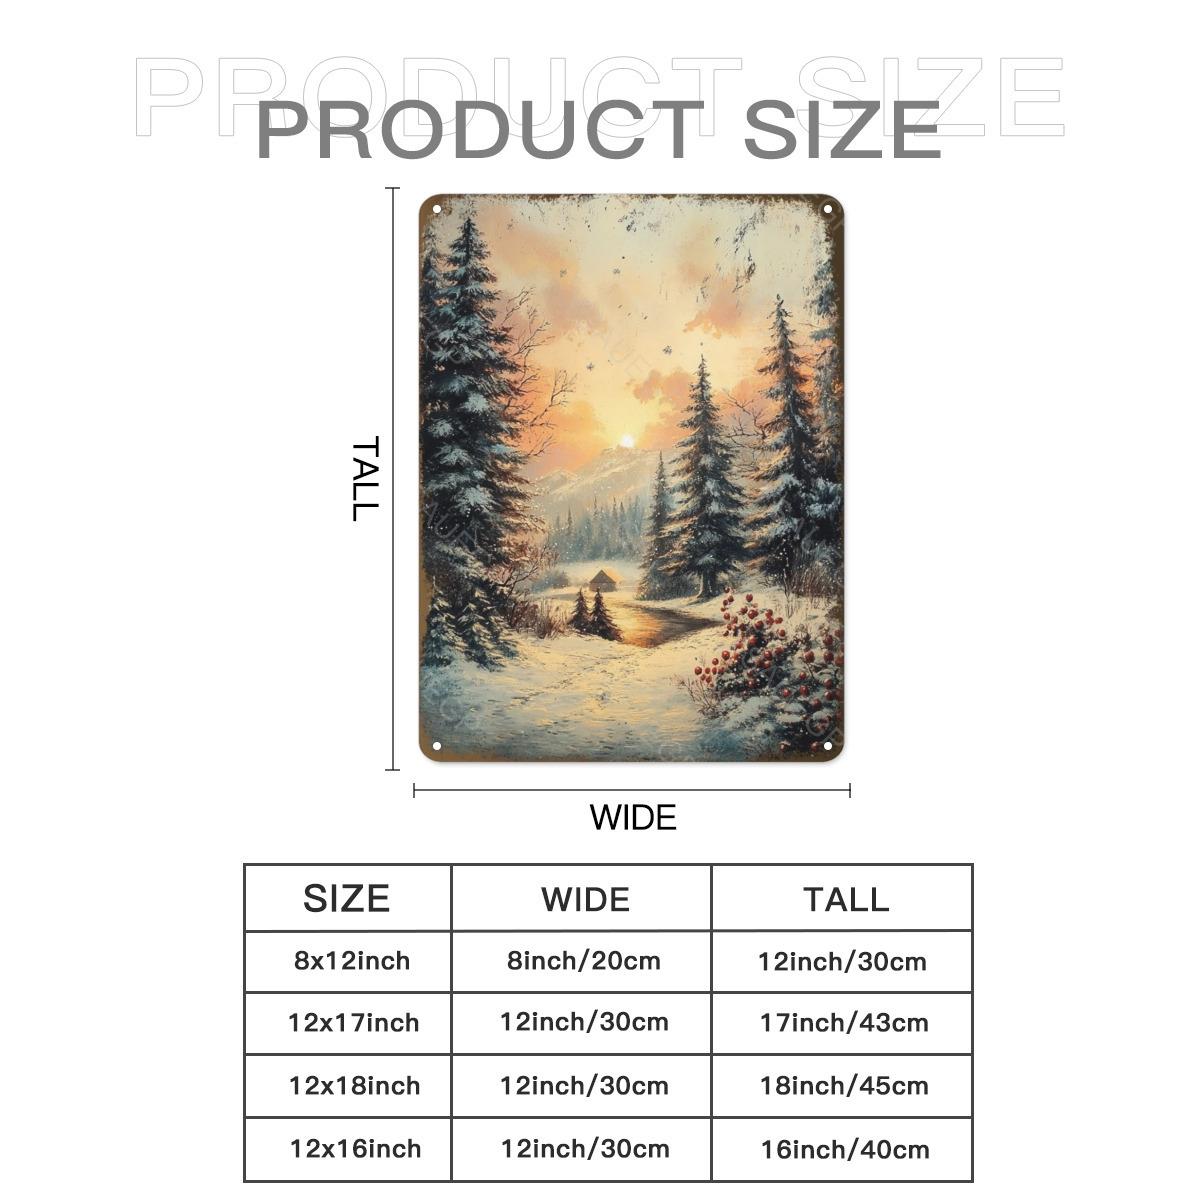 PRODUCT SIZE
PRODUCT SIZE
TALL
WIDE
SIZE WIDE TALL
8x12inch 8inch/20cm 12inch/30cm
12x17inch 12inch/30cm 17inch/43cm
12x18inch 12inch/30cm 18inch/45cm
12x16inch 12inch/30cm 16inch/40cm